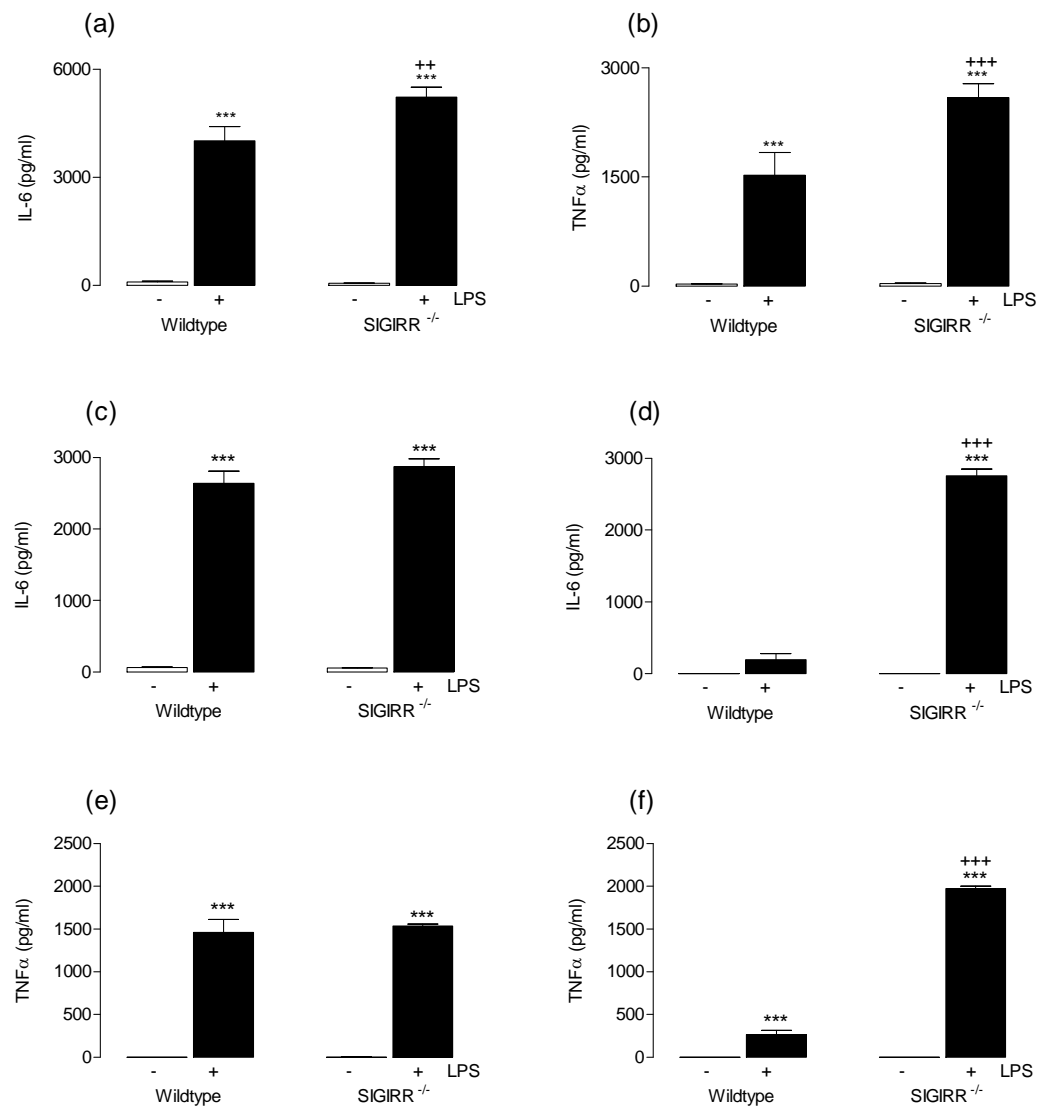 (a)
6000
3000
0
IL-6 (pg/ml)
***
++
***
- + - + LPS
Wildtype SIGIRR -/-
(b)
3000
1500
0
TNFα (pg/ml)
***
+++
***
- + - + LPS
Wildtype SIGIRR -/-
(c)
3000
2000
1000
0
IL-6 (pg/ml)
***
***
- + - + LPS
Wildtype SIGIRR -/-
(d)
3000
2000
1000
0
IL-6 (pg/ml)
+++
***
- + - + LPS
Wildtype SIGIRR -/-
(e)
2500
2000
1500
1000
500
0
TNFα (pg/ml)
***
***
- + - + LPS
Wildtype SIGIRR -/-
(f)
2500
2000
1500
1000
500
0
TNFα (pg/ml)
***
+++
***
- + - + LPS
Wildtype SIGIRR -/-